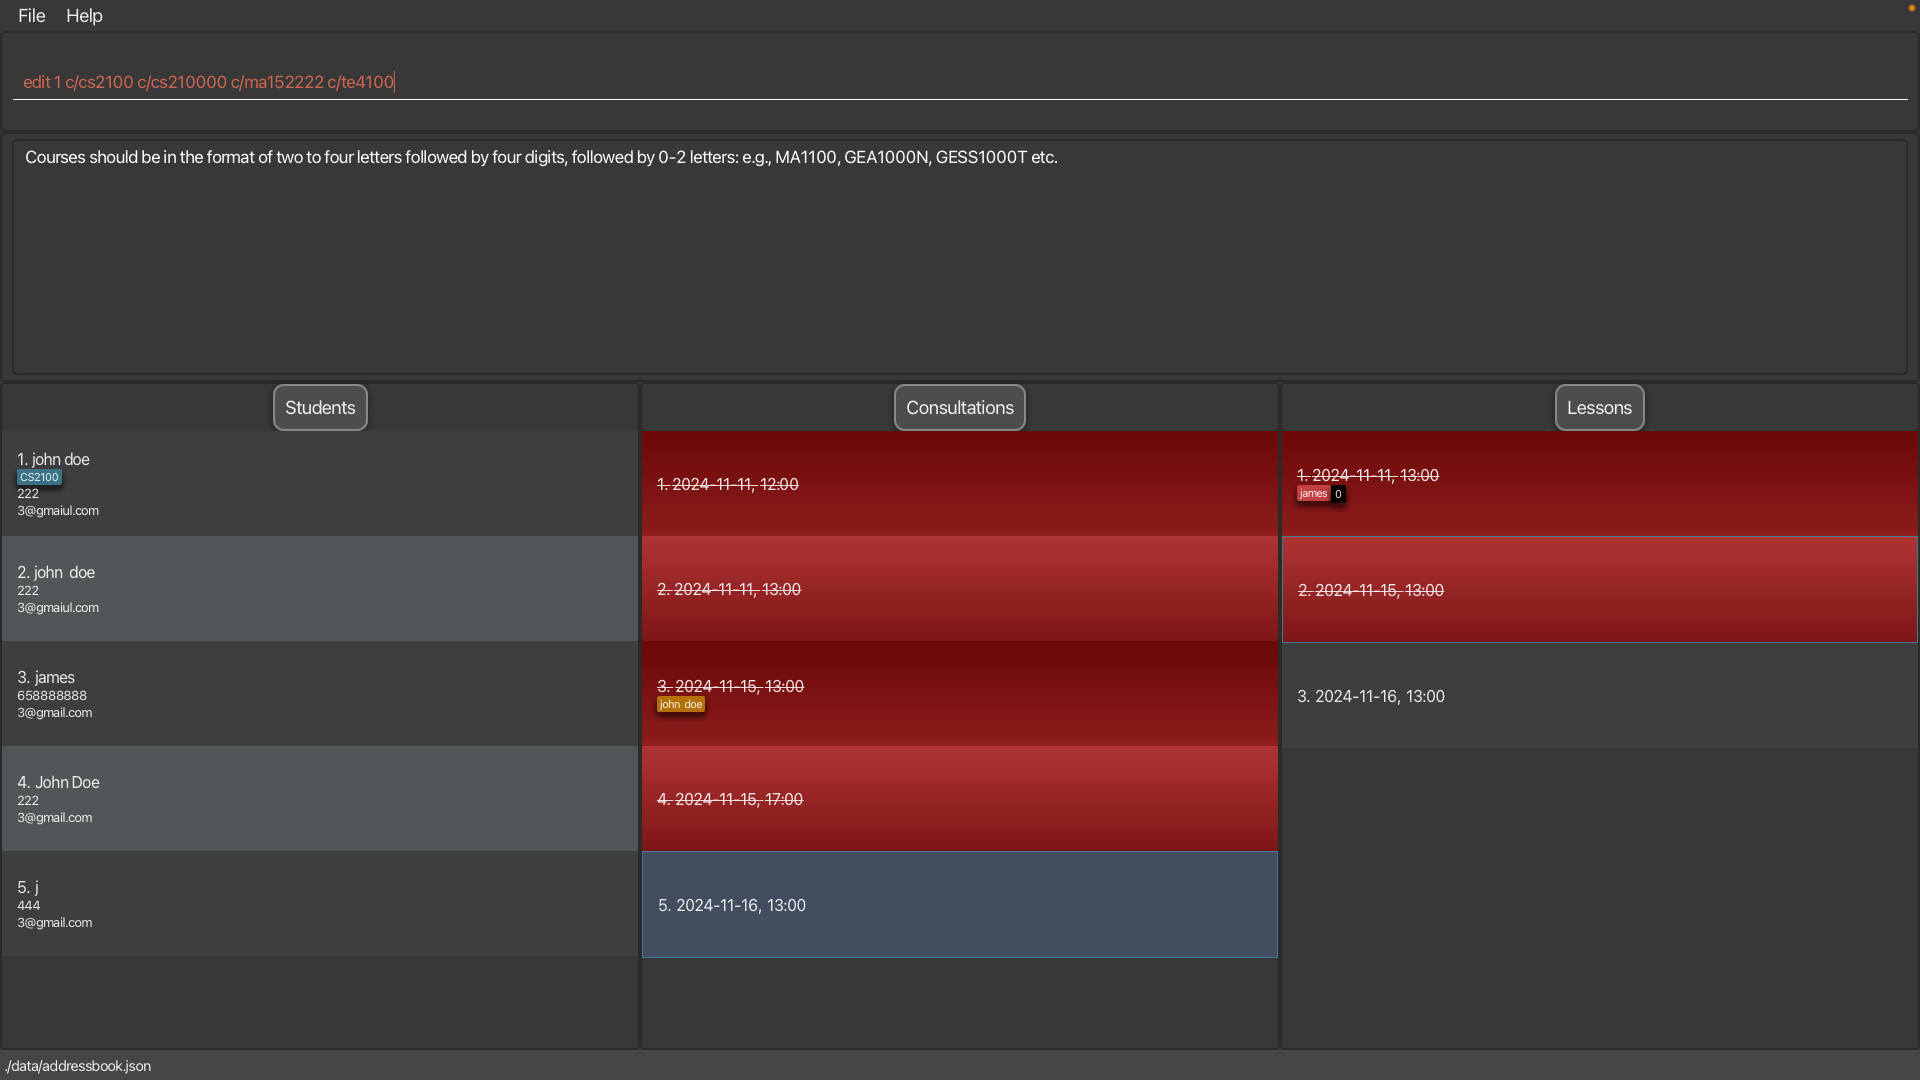 File Help
edit 1 c/cs2100 c/cs210000 c/ma152222 c/te4100
Courses should be in the format of two to four letters followed by four digits, followed by 0-2 letters: e.g., MA1100, GEA1000N, GESS1000T etc.
Students
1. john doe
CS2100
222
3@gmaiul.com
2. john  doe
222
3@gmaiul.com
3. james
658888888
3@gmail.com
4. John Doe
222
3@gmail.com
5. j
444
3@gmail.com
Consultations
1. 2024-11-11, 12:00
2. 2024-11-11, 13:00
3. 2024-11-15, 13:00
john  doe
4. 2024-11-15, 17:00
5. 2024-11-16, 13:00
Lessons
1. 2024-11-11, 13:00
james 0
2. 2024-11-15, 13:00
3. 2024-11-16, 13:00
./data/addressbook.json